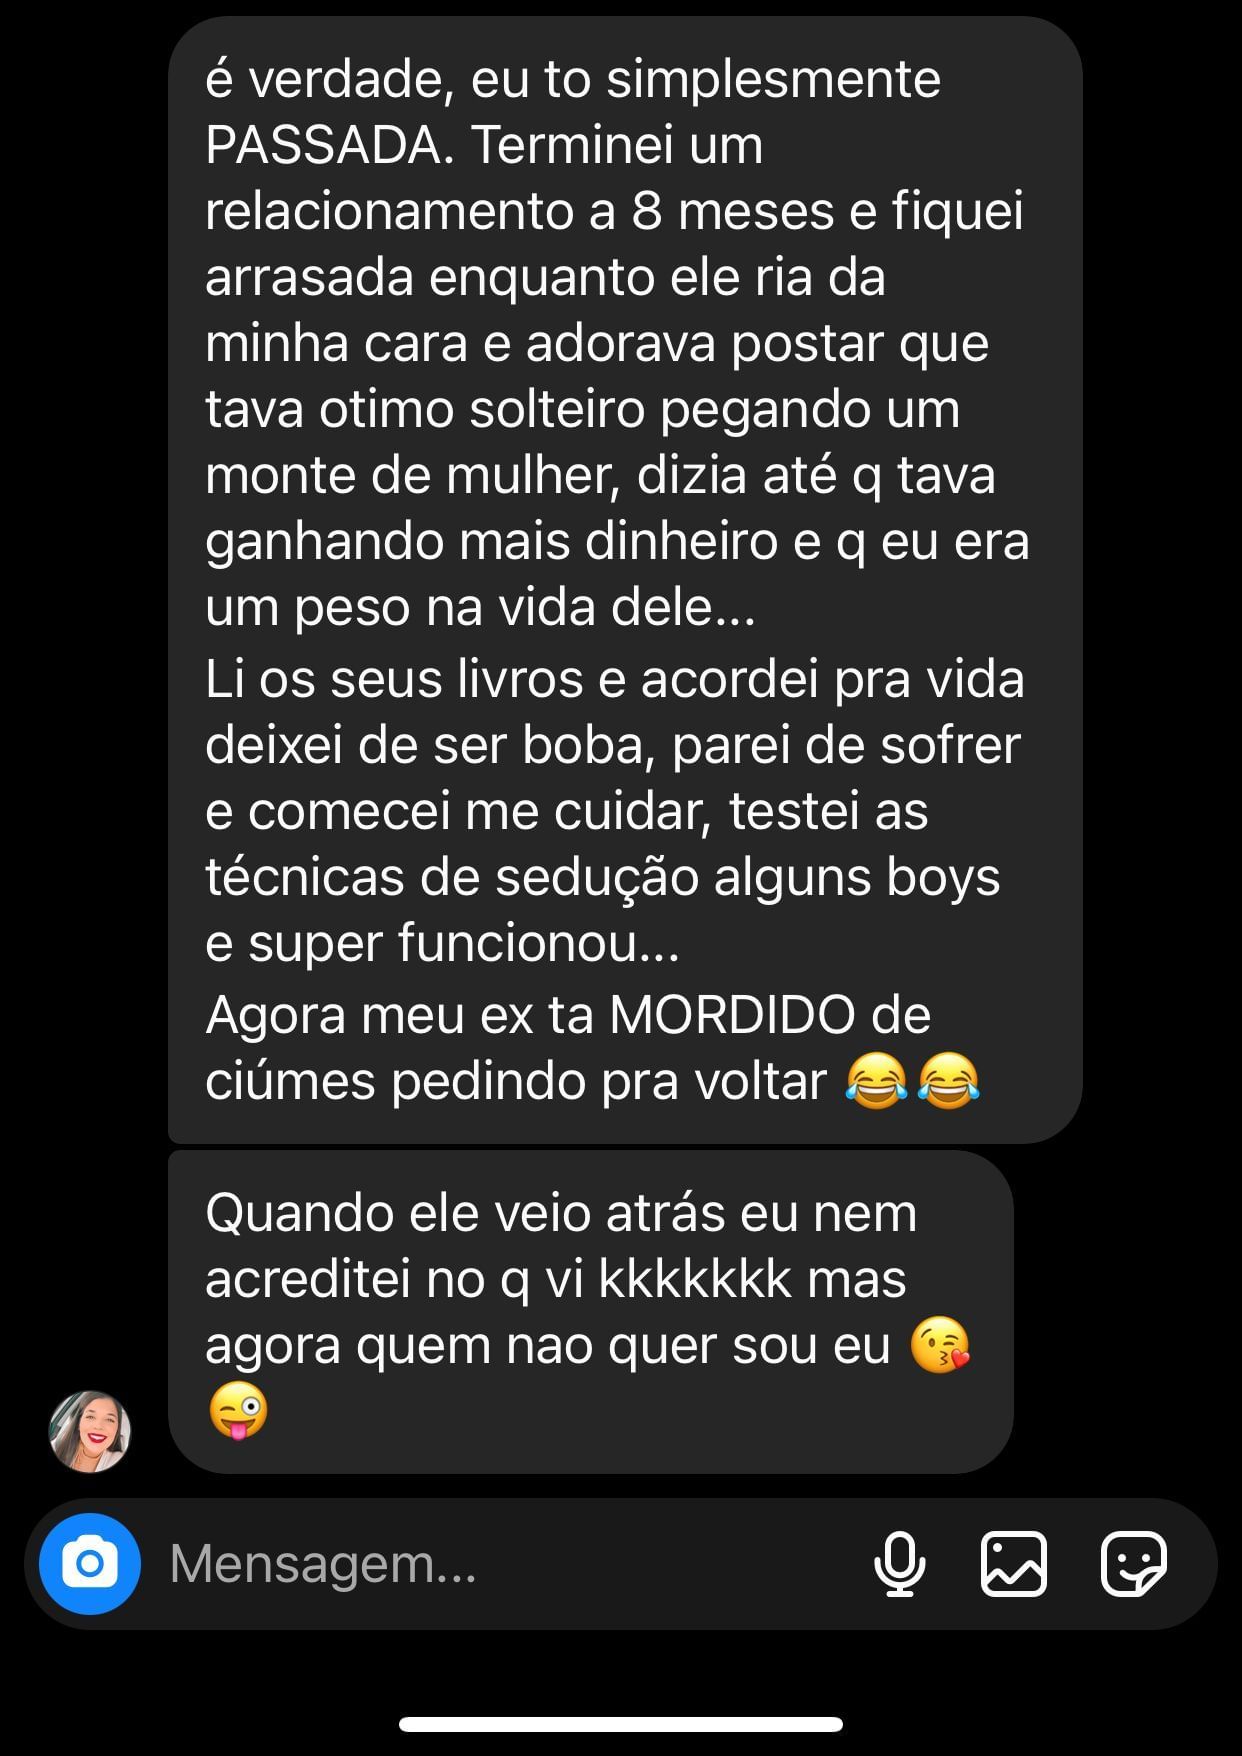 é verdade, eu to simplesmente
PASSADA. Terminei um
relacionamento a 8 meses e fiquei
arrasada enquanto ele ria da
minha cara e adorava postar que
tava otimo solteiro pegando um
monte de mulher, dizia até q tava
ganhando mais dinheiro e q eu era
um peso na vida dele...
Li os seus livros e acordei pra vida
deixei de ser boba, parei de sofrer
e comecei me cuidar, testei as
técnicas de sedução alguns boys
e super funcionou...
Agora meu ex ta MORDIDO de
ciúmes pedindo pra voltar 😂😂
Quando ele veio atrás eu nem
acreditei no q vi kkkkkkk mas
agora quem nao quer sou eu 😘
😜
Mensagem...